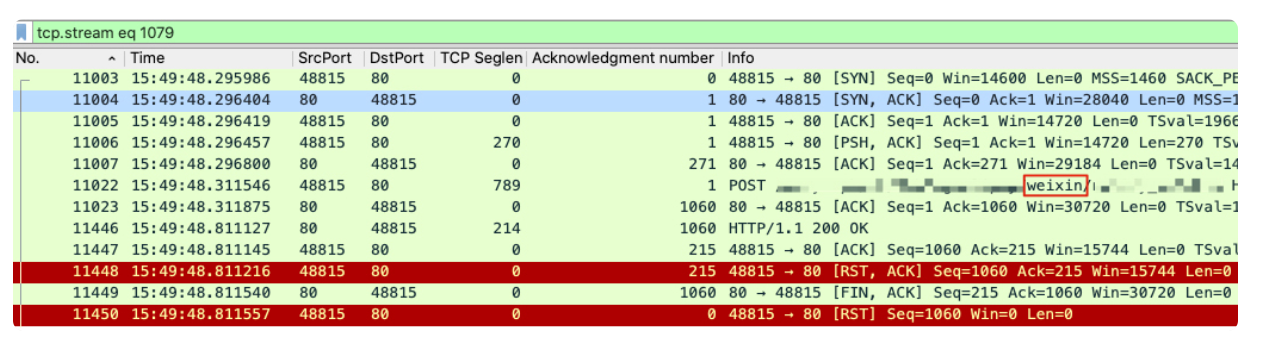 tcp.stream eq 1079
No. Time SrcPort DstPort TCP Seglen Acknowledgment number Info
11003 15:49:48.295986 48815 80 0 0 48815 → 80 [SYN] Seq=0 Win=14600 Len=0 MSS=1460 SACK_PE
11004 15:49:48.296404 80 48815 0 1 80 → 48815 [SYN, ACK] Seq=0 Ack=1 Win=28040 Len=0 MSS=1
11005 15:49:48.296419 48815 80 0 1 48815 → 80 [ACK] Seq=1 Ack=1 Win=14720 Len=0 TSval=1966
11006 15:49:48.296457 48815 80 270 1 48815 → 80 [PSH, ACK] Seq=1 Ack=1 Win=14720 Len=270 TSv
11007 15:49:48.296800 80 48815 0 271 80 → 48815 [ACK] Seq=1 Ack=271 Win=29184 Len=0 TSval=14
11022 15:49:48.311546 48815 80 789 1 POST weixin/ H
11023 15:49:48.311875 80 48815 0 1060 80 → 48815 [ACK] Seq=1 Ack=1060 Win=30720 Len=0 TSval=1
11446 15:49:48.811127 80 48815 214 1060 HTTP/1.1 200 OK
11447 15:49:48.811145 48815 80 0 215 48815 → 80 [ACK] Seq=1060 Ack=215 Win=15744 Len=0 TSval
11448 15:49:48.811216 48815 80 0 215 48815 → 80 [RST, ACK] Seq=1060 Ack=215 Win=15744 Len=0
11449 15:49:48.811540 80 48815 0 1060 80 → 48815 [FIN, ACK] Seq=215 Ack=1060 Win=30720 Len=0
11450 15:49:48.811557 48815 80 0 0 48815 → 80 [RST] Seq=1060 Win=0 Len=0